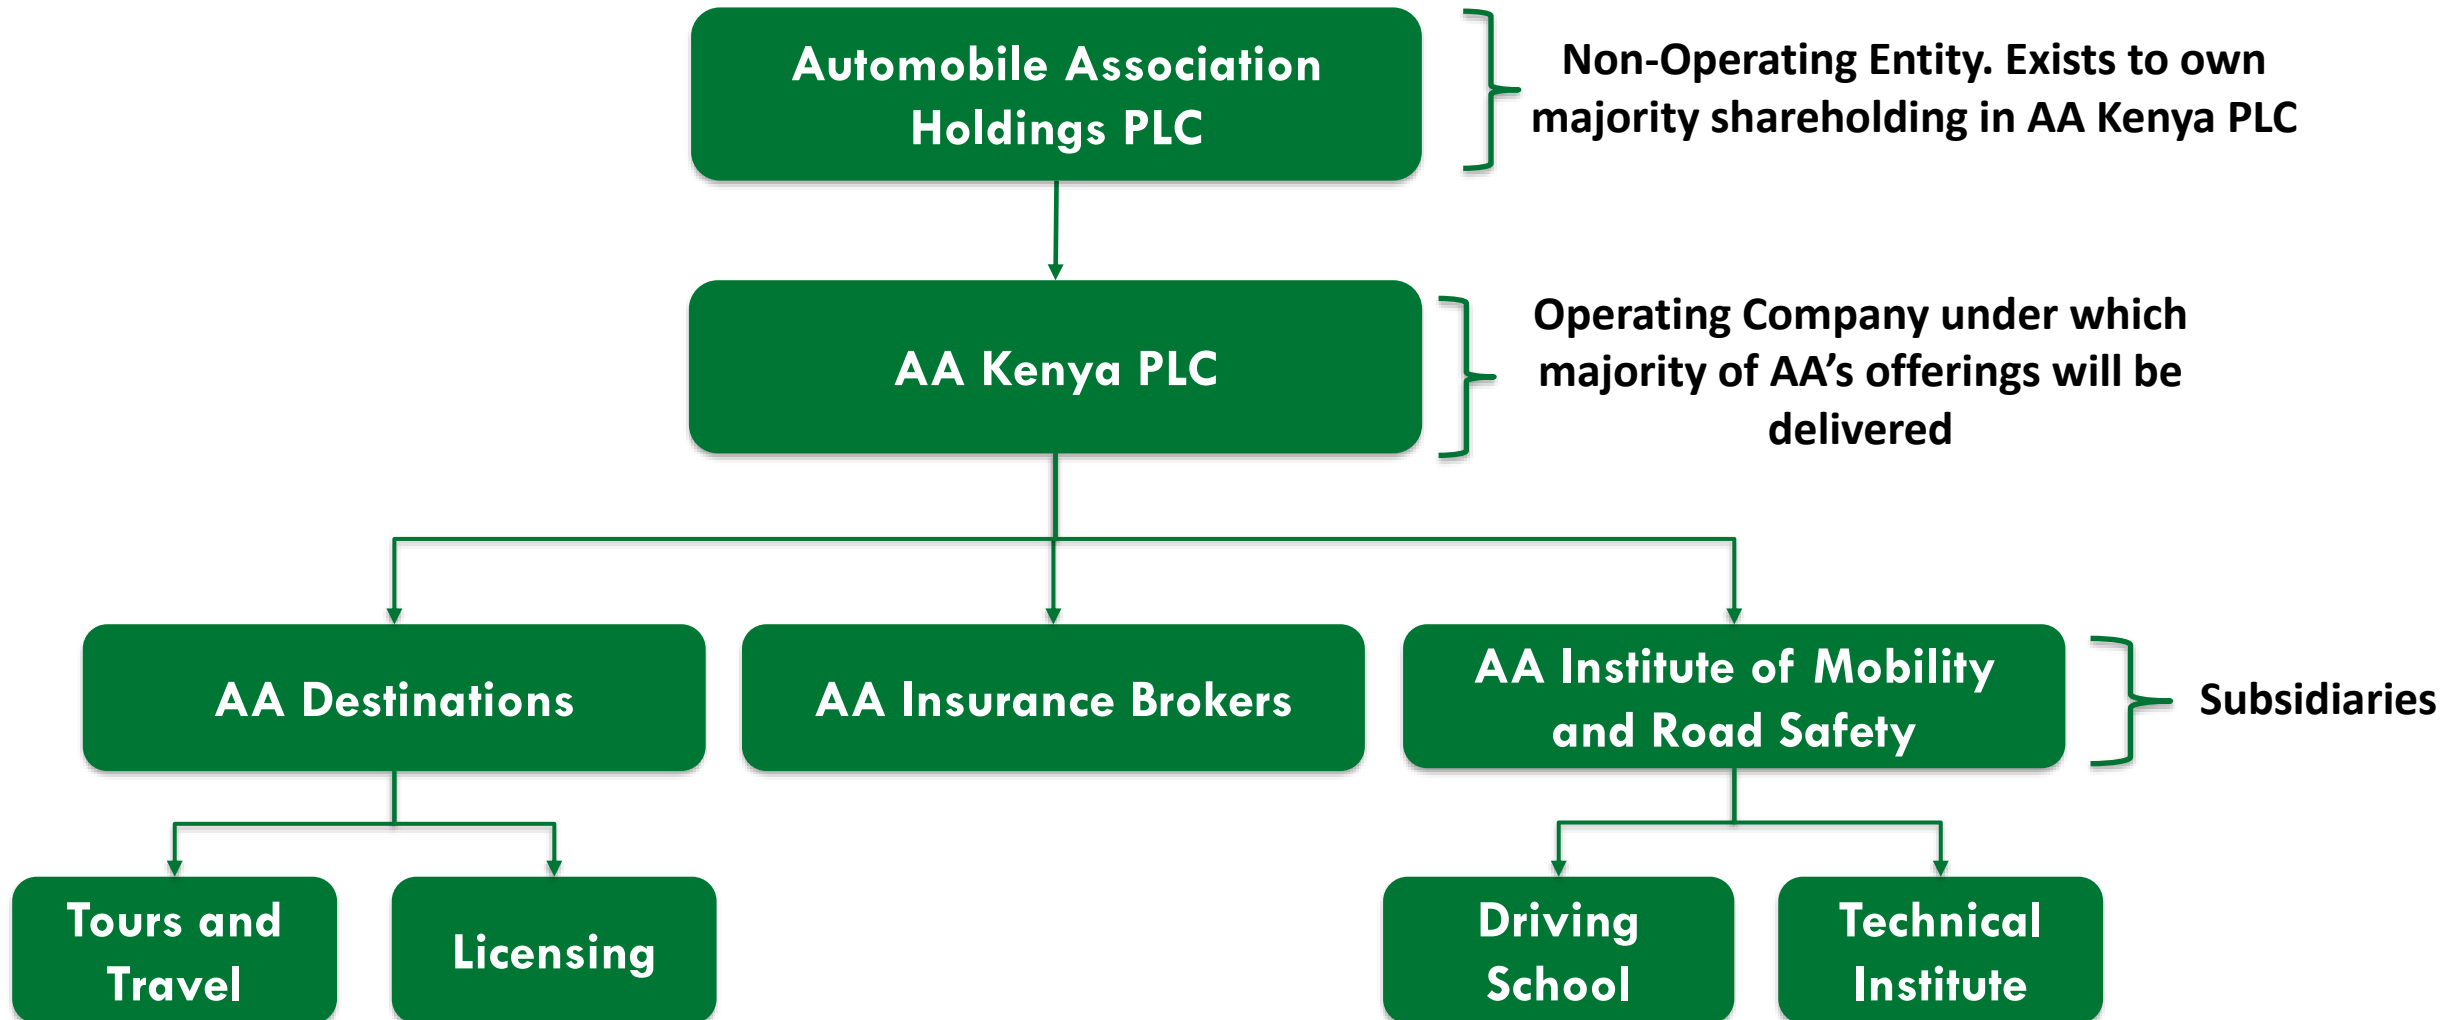 Automobile Association
Holdings PLC
Non-Operating Entity. Exists to own
majority shareholding in AA Kenya PLC
AA Kenya PLC
Operating Company under which
majority of AA’s offerings will be
delivered
AA Destinations
AA Insurance Brokers
AA Institute of Mobility
and Road Safety
Subsidiaries
Tours and
Travel
Licensing
Driving
School
Technical
Institute